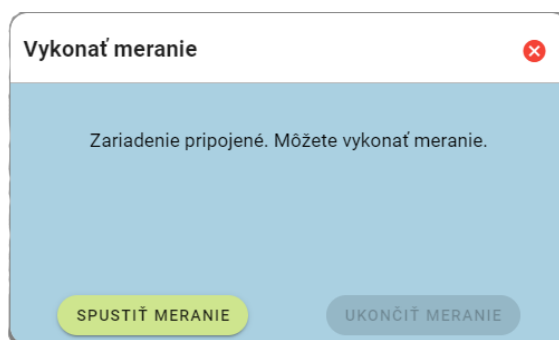 Vykonať meranie
Zariadenie pripojené. Môžete vykonať meranie.
SPUSTIŤ MERANIE
UKONČIŤ MERANIE